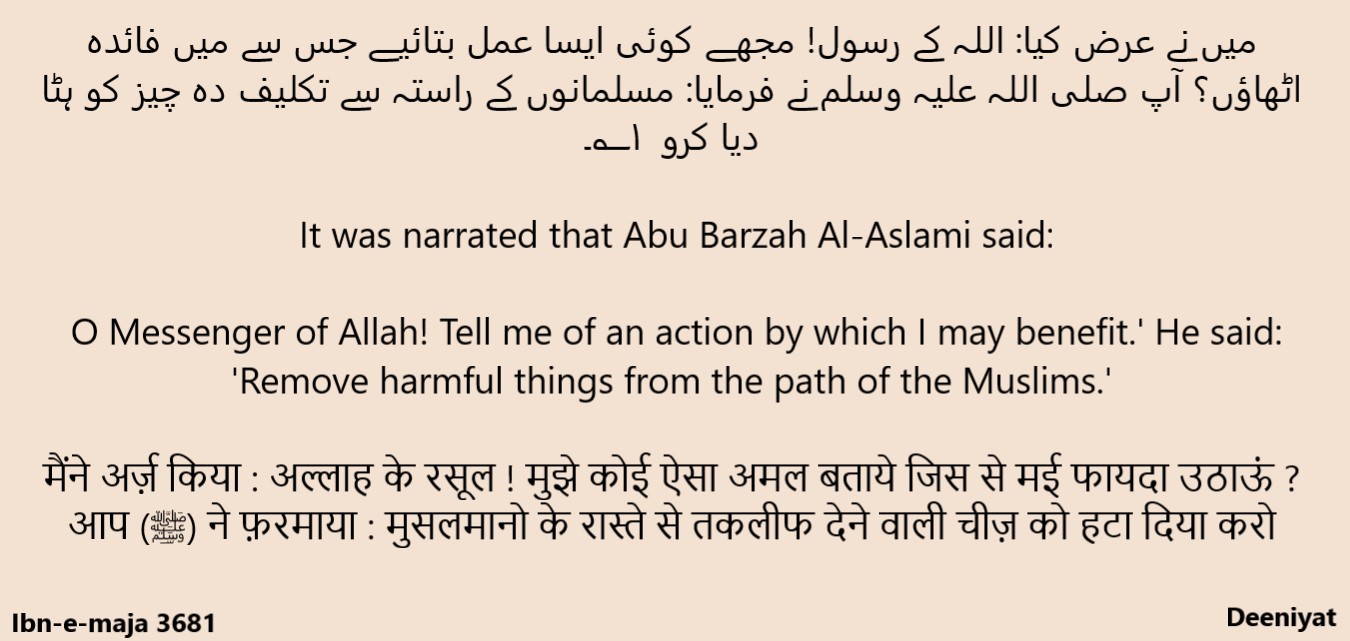 میں نے عرض کیا: اللہ کے رسول! مجھے کوئی ایسا عمل بتائیے جس سے میں فائدہ
اٹھاؤں؟ آپ صلی اللہ علیہ وسلم نے فرمایا: مسلمانوں کے راستہ سے تکلیف دہ چیز کو ہٹا
دیا کرو ۱؎۔
It was narrated that Abu Barzah Al-Aslami said:
O Messenger of Allah! Tell me of an action by which I may benefit.' He said:
'Remove harmful things from the path of the Muslims.'
मैंने अर्ज़ किया : अल्लाह के रसूल ! मुझे कोई ऐसा अमल बताये जिस से मई फायदा उठाऊं ?
आप (ﷺ) ने फ़रमाया : मुसलमानो के रास्ते से तकलीफ देने वाली चीज़ को हटा दिया करो
Ibn-e-maja 3681
Deeniyat